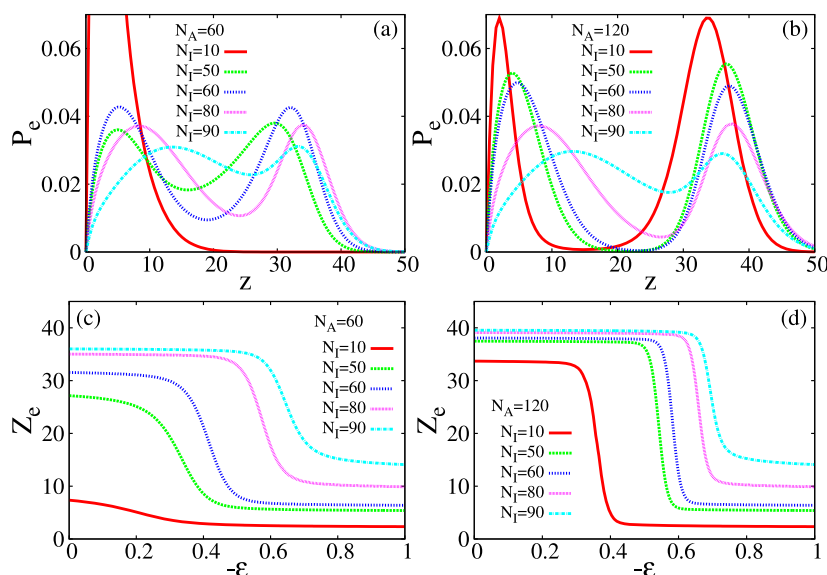 0.06
0.04
0.02
0
P_e
N_A=60
N_I=10
N_I=50
N_I=60
N_I=80
N_I=90
(a)
0 10 20 30 40 50
z
0.06
0.04
0.02
0
P_e
N_A=120
N_I=10
N_I=50
N_I=60
N_I=80
N_I=90
(b)
0 10 20 30 40 50
z
(c)
40
30
20
10
0
Z_e
N_A=60
N_I=10
N_I=50
N_I=60
N_I=80
N_I=90
0 0.2 0.4 0.6 0.8 1
-ε
(d)
40
30
20
10
0
Z_e
N_A=120
N_I=10
N_I=50
N_I=60
N_I=80
N_I=90
0 0.2 0.4 0.6 0.8 1
-ε